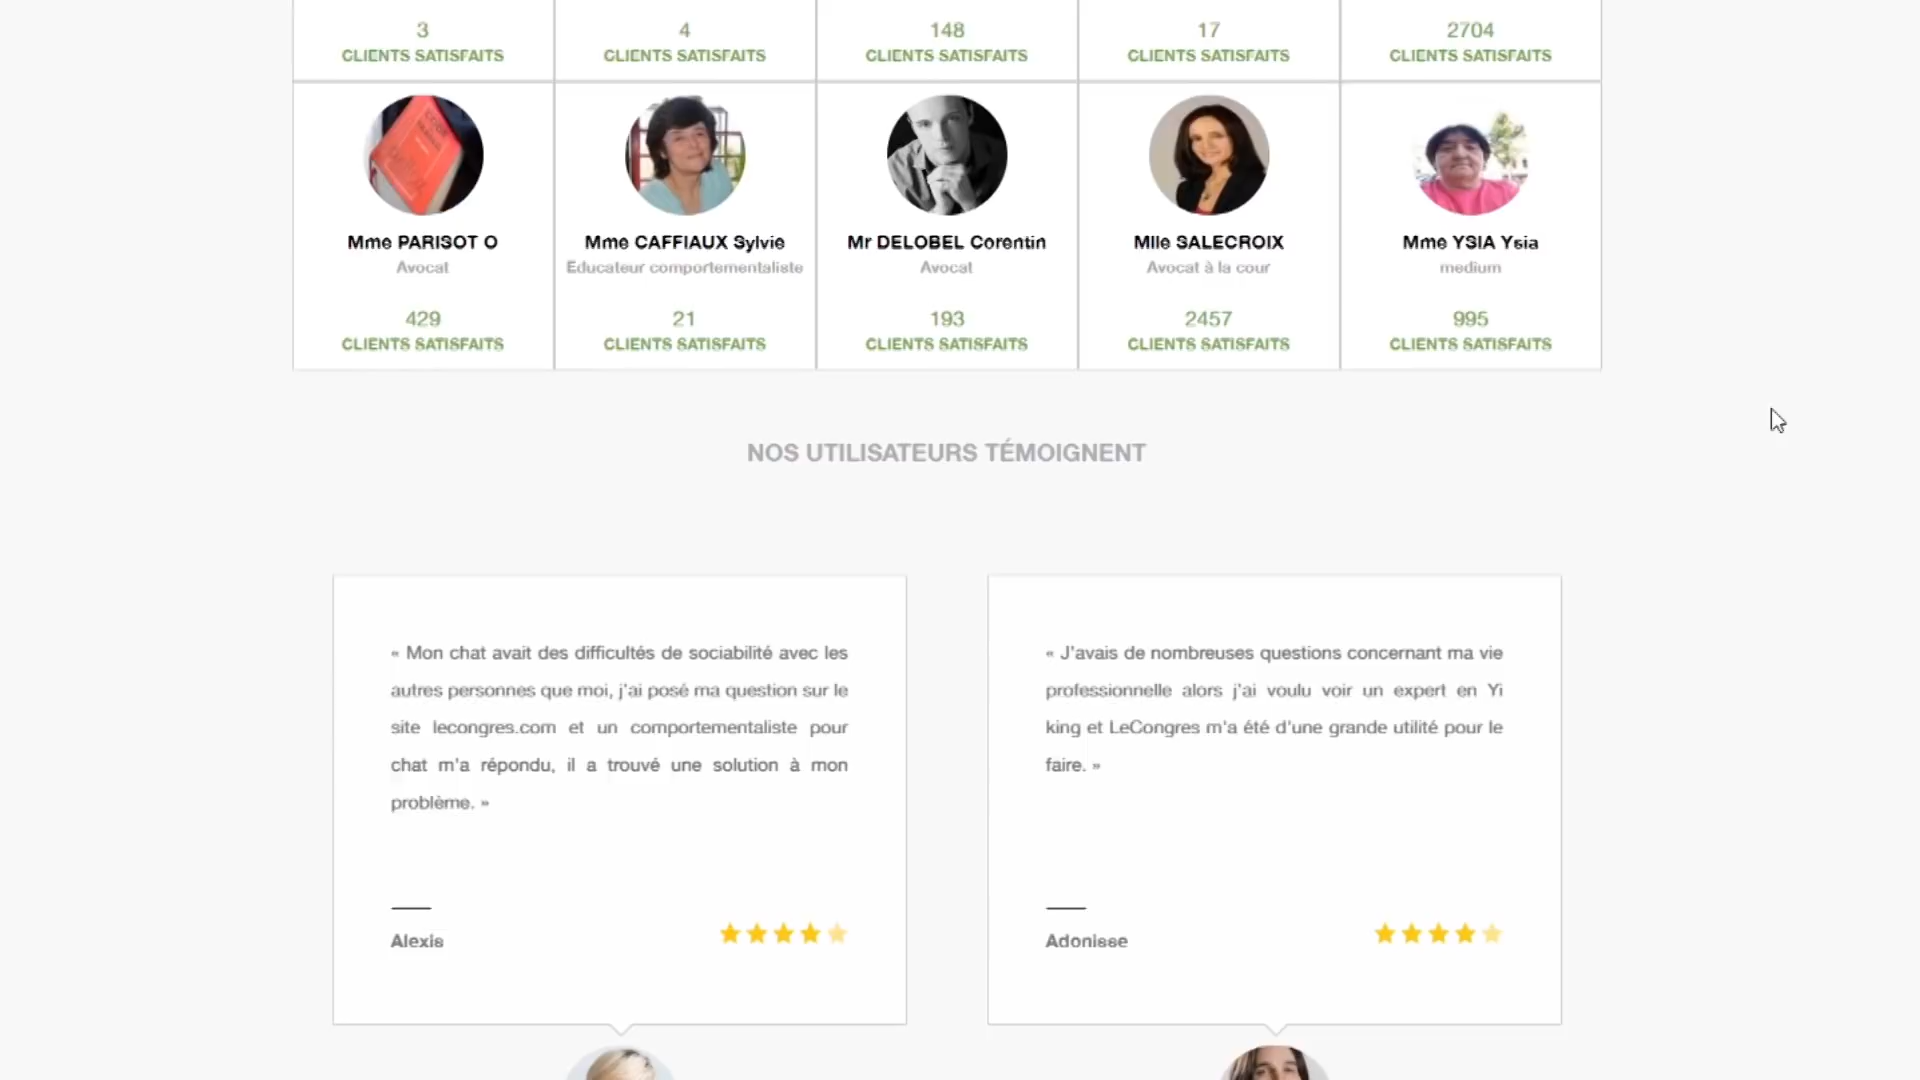 3 4 148 17 2704
CLIENTS SATISFAITS CLIENTS SATISFAITS CLIENTS SATISFAITS CLIENTS SATISFAITS CLIENTS SATISFAITS
Mme PARISOT O Mme CAFFIAUX Sylvie Mr DELOBEL Corentin Mlle SALECROIX Mme YSIA Ysia
Avocat Educateur comportementaliste Avocat Avocat à la cour medium
429 21 193 2457 995
CLIENTS SATISFAITS CLIENTS SATISFAITS CLIENTS SATISFAITS CLIENTS SATISFAITS CLIENTS SATISFAITS
NOS UTILISATEURS TÉMOIGNENT
« Mon chat avait des difficultés de sociabilité avec les
autres personnes que moi, j'ai posé ma question sur le
site lecongres.com et un comportementaliste pour
chat m'a répondu, il a trouvé une solution à mon
problème. »
Alexis
« J'avais de nombreuses questions concernant ma vie
professionnelle alors j'ai voulu voir un expert en Yi
king et LeCongres m'a été d'une grande utilité pour le
faire. »
Adonisse